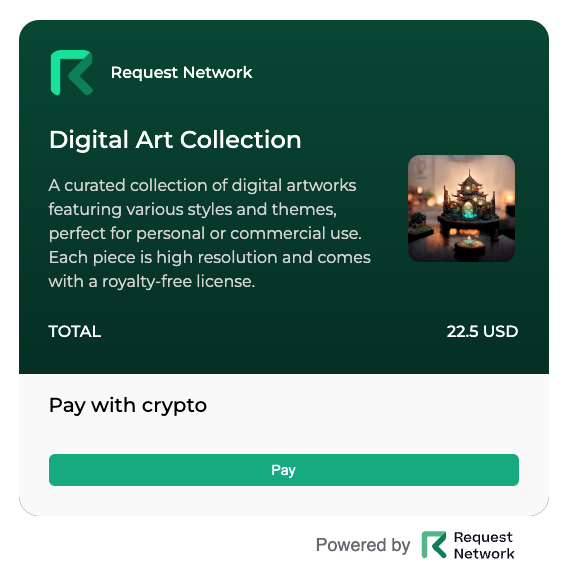 Request Network
Digital Art Collection
A curated collection of digital artworks
featuring various styles and themes,
perfect for personal or commercial use.
Each piece is high resolution and comes
with a royalty-free license.
TOTAL 22.5 USD
Pay with crypto
Pay
Powered by Request
Network